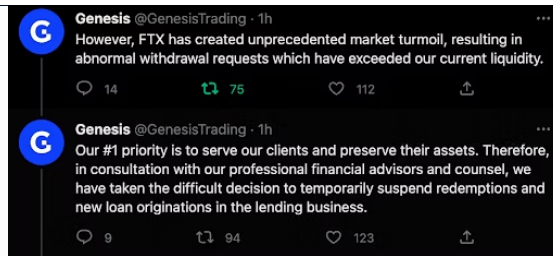 Genesis @GenesisTrading · 1h
However, FTX has created unprecedented market turmoil, resulting in
abnormal withdrawal requests which have exceeded our current liquidity.
14 75 112
Genesis @GenesisTrading · 1h
Our #1 priority is to serve our clients and preserve their assets. Therefore,
in consultation with our professional financial advisors and counsel, we
have taken the difficult decision to temporarily suspend redemptions and
new loan originations in the lending business.
9 94 123